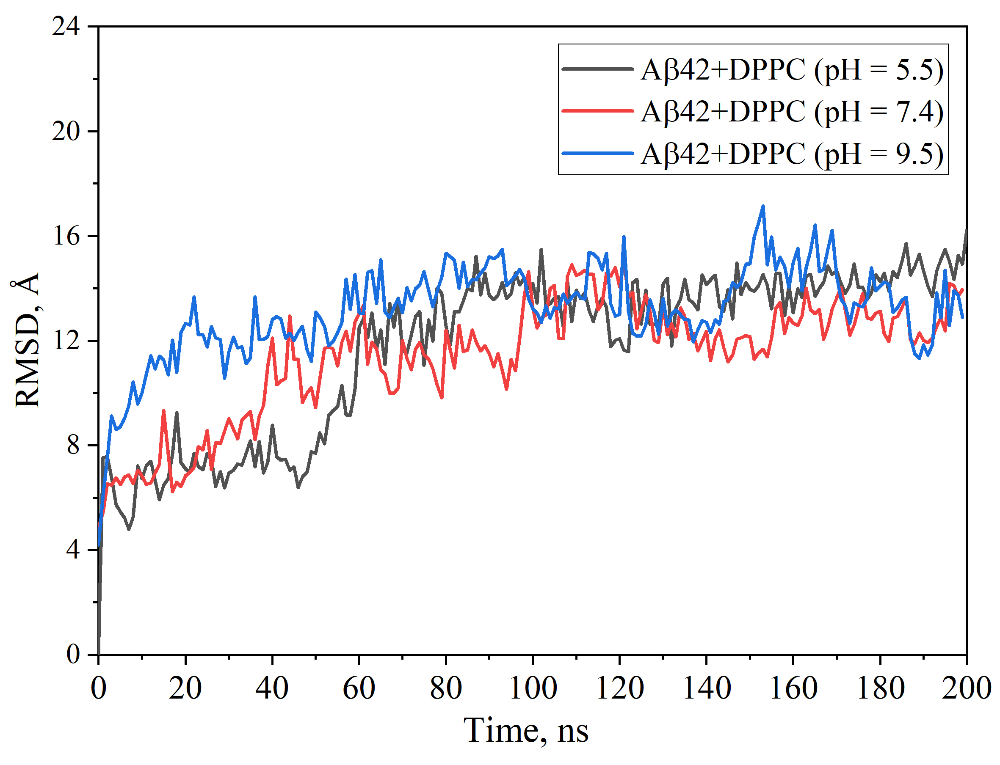 24
20
16
12
8
4
0
RMSD, Å
Aβ42+DPPC (pH = 5.5)
Aβ42+DPPC (pH = 7.4)
Aβ42+DPPC (pH = 9.5)
0 20 40 60 80 100 120 140 160 180 200
Time, ns